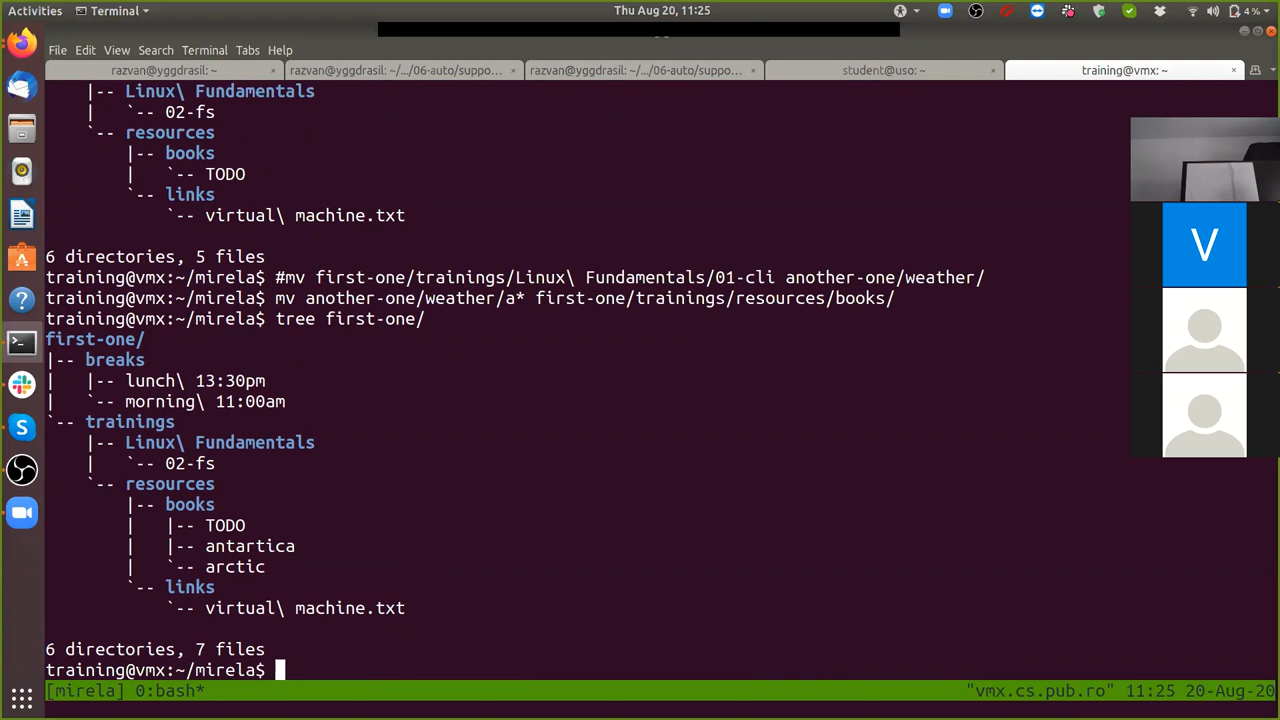 Activities Terminal Thu Aug 20, 11:25 4 %
File Edit View Search Terminal Tabs Help
razvan@yggdrasil: ~ × razvan@yggdrasil: ~/.../06-auto/suppo... × razvan@yggdrasil: ~/.../06-auto/suppo... × student@uso: ~ × training@vmx: ~ ×
|-- Linux\ Fundamentals
| `-- 02-fs
`-- resources
|-- books
| `-- TODO
`-- links
`-- virtual\ machine.txt
6 directories, 5 files
training@vmx:~/mirela$ #mv first-one/trainings/Linux\ Fundamentals/01-cli another-one/weather/
training@vmx:~/mirela$ mv another-one/weather/a* first-one/trainings/resources/books/
training@vmx:~/mirela$ tree first-one/
first-one/
|-- breaks
| |-- lunch\ 13:30pm
| `-- morning\ 11:00am
`-- trainings
|-- Linux\ Fundamentals
| `-- 02-fs
`-- resources
|-- books
| |-- TODO
| |-- antartica
| `-- arctic
`-- links
`-- virtual\ machine.txt
6 directories, 7 files
training@vmx:~/mirela$
[mirela] 0:bash* "vmx.cs.pub.ro" 11:25 20-Aug-20
V